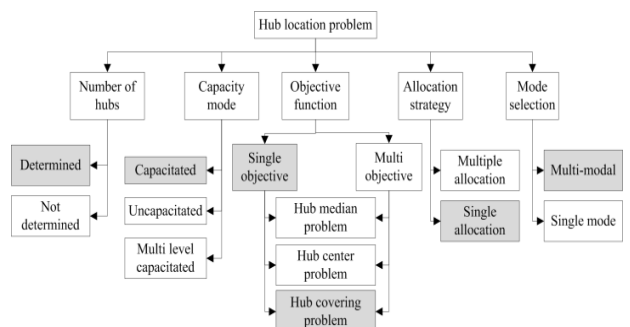 Hub location problem
Number of
hubs
Capacity
mode
Objective
function
Allocation
strategy
Mode
selection
Determined
Not
determined
Capacitated
Uncapacitated
Multi level
capacitated
Single
objective
Multi
objective
Hub median
problem
Hub center
problem
Hub covering
problem
Multiple
allocation
Single
allocation
Multi-modal
Single mode